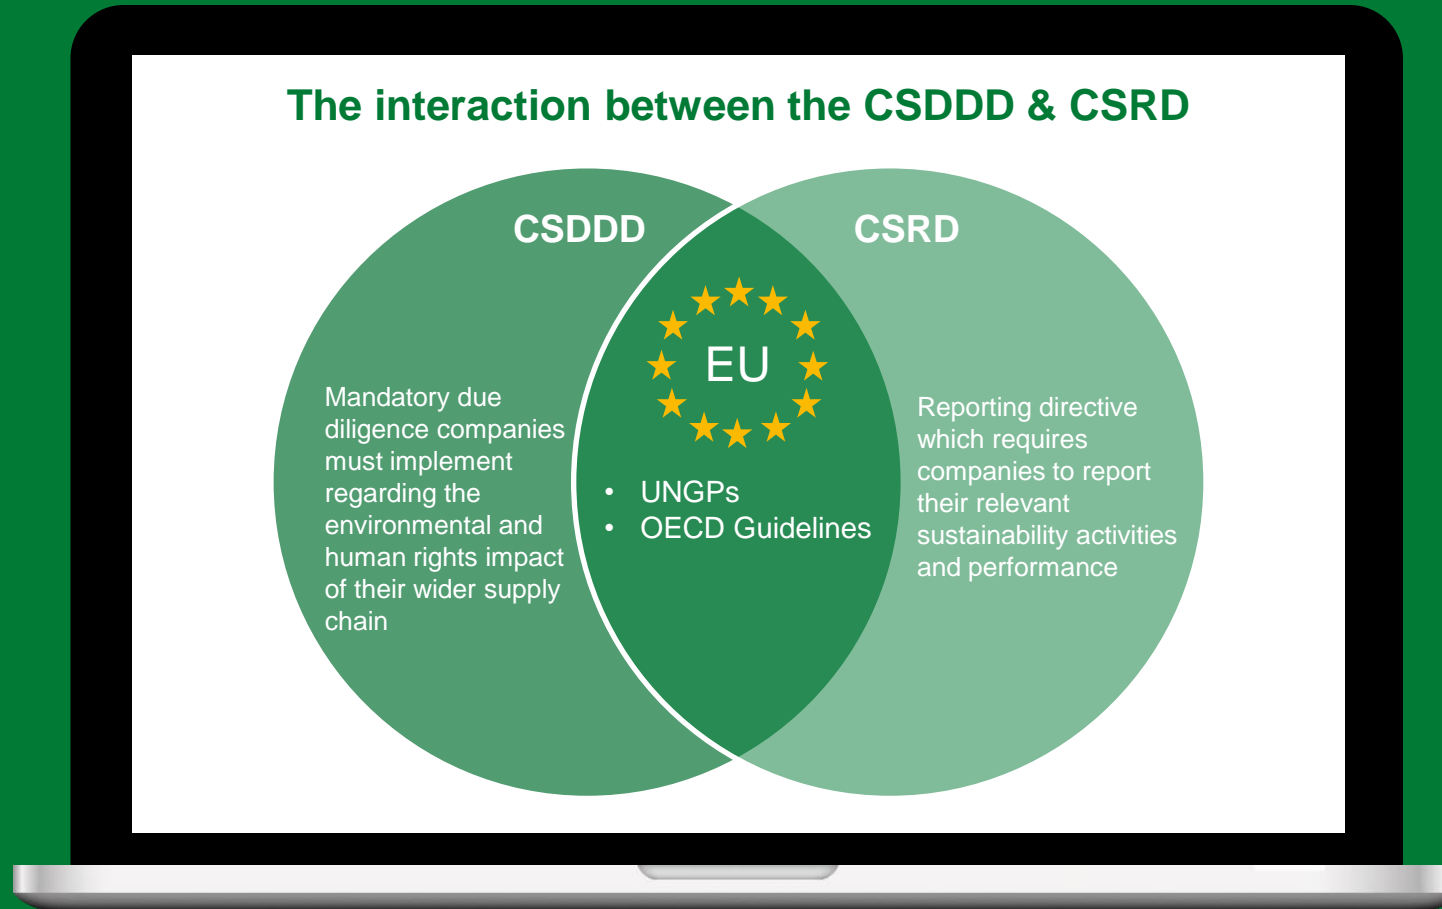 The interaction between the CSDDD & CSRD
CSDDD
Mandatory due
diligence companies
must implement
regarding the
environmental and
human rights impact
of their wider supply
chain
EU
• UNGPs
• OECD Guidelines
CSRD
Reporting directive
which requires
companies to report
their relevant
sustainability activities
and performance